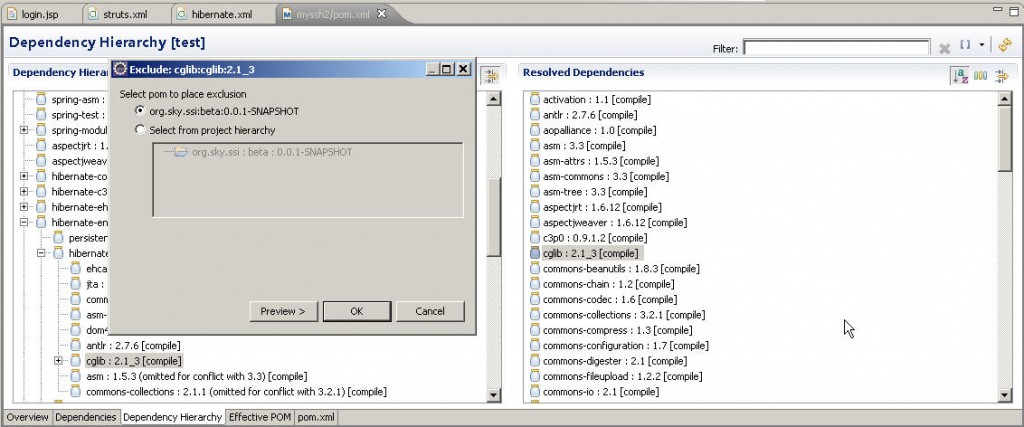 login.jsp struts.xml hibernate.xml myssh2/pom.xml
Dependency Hierarchy [test]
Filter:
Dependency Hierar
Exclude: cglib:cglib:2.1_3
Select pom to place exclusion
org.sky.ssi:beta:0.0.1-SNAPSHOT
Select from project hierarchy
org.sky.ssi : beta : 0.0.1-SNAPSHOT
Preview > OK Cancel
spring-asm :
spring-test :
spring-modul
aspectjrt : 1.
aspectjweaver
hibernate-co
hibernate-c3
hibernate-eh
hibernate-en
persisten
hibernate
ehca
jta :
comm
asm-
dom4
antlr : 2.7.6 [compile]
cglib : 2.1_3 [compile]
asm : 1.5.3 (omitted for conflict with 3.3) [compile]
commons-collections : 2.1.1 (omitted for conflict with 3.2.1) [compile]
Resolved Dependencies
activation : 1.1 [compile]
antlr : 2.7.6 [compile]
aopalliance : 1.0 [compile]
asm : 3.3 [compile]
asm-attrs : 1.5.3 [compile]
asm-commons : 3.3 [compile]
asm-tree : 3.3 [compile]
aspectjrt : 1.6.12 [compile]
aspectjweaver : 1.6.12 [compile]
c3p0 : 0.9.1.2 [compile]
cglib : 2.1_3 [compile]
commons-beanutils : 1.8.3 [compile]
commons-chain : 1.2 [compile]
commons-codec : 1.6 [compile]
commons-collections : 3.2.1 [compile]
commons-compress : 1.3 [compile]
commons-configuration : 1.7 [compile]
commons-digester : 2.1 [compile]
commons-fileupload : 1.2.2 [compile]
commons-io : 2.1 [compile]
Overview Dependencies Dependency Hierarchy Effective POM pom.xml